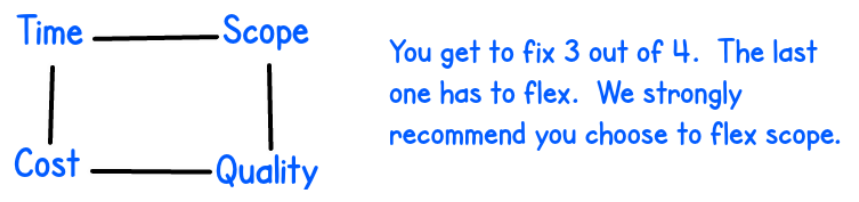 Time
Scope
Cost
Quality
You get to fix 3 out of 4. The last
one has to flex. We strongly
recommend you choose to flex scope.